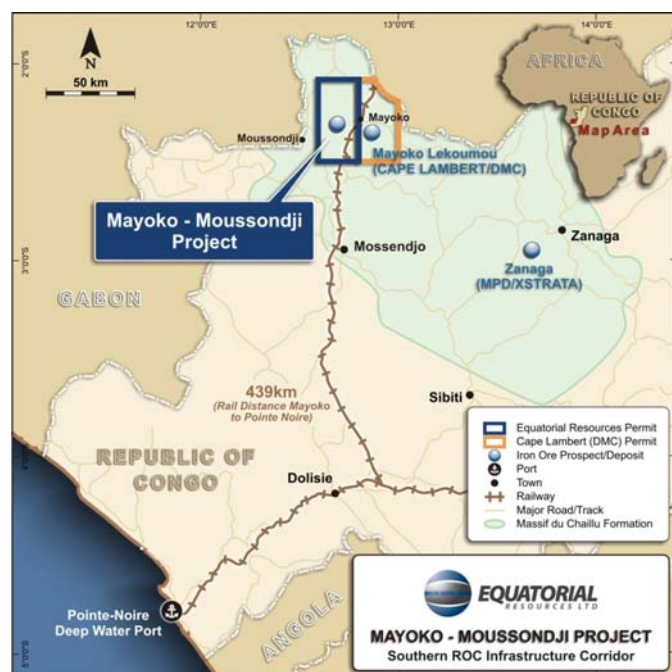 12°0'0"E
13°0'0"E
14°0'0"E
N
50 km
2°0'0"S
AFRICA
REPUBLIC OF
CONGO
Map Area
Moussondji
Mayoko
Mayoko Lekoumou
(CAPE LAMBERT/DMC)
Mayoko - Moussondji
Project
Zanaga
Mossendjo
3°0'0"S
Zanaga
(MPD/XSTRATA)
GABON
439km
(Rail Distance Mayoko
to Pointe Noire)
Sibiti
REPUBLIC OF
CONGO
4°0'0"S
Dolisie
Equatorial Resources Permit
Cape Lambert (DMC) Permit
Iron Ore Prospect/Deposit
Port
Town
Railway
Major Road/Track
Massif du Chaillu Formation
Pointe-Noire
Deep Water Port
ANGOLA
5°0'0"S
EQUATORIAL
RESOURCES LTD
MAYOKO - MOUSSONDJI PROJECT
Southern ROC Infrastructure Corridor